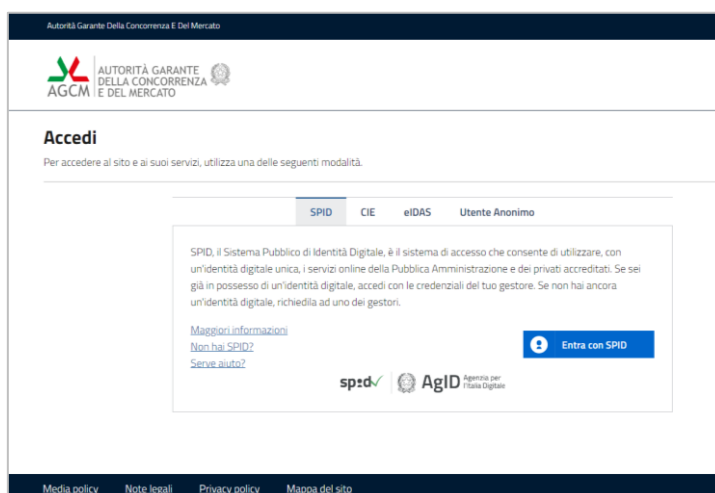 Autorità Garante Della Concorrenza E Del Mercato
AGCM
AUTORITÀ GARANTE
DELLA CONCORRENZA
E DEL MERCATO
Accedi
Per accedere al sito e ai suoi servizi, utilizza una delle seguenti modalità.
SPID CIE eIDAS Utente Anonimo
SPID, il Sistema Pubblico di Identità Digitale, è il sistema di accesso che consente di utilizzare, con
un'identità digitale unica, i servizi online della Pubblica Amministrazione e dei privati accreditati. Se sei
già in possesso di un'identità digitale, accedi con le credenziali del tuo gestore. Se non hai ancora
un'identità digitale, richiedila ad uno dei gestori.
Maggiori informazioni
Non hai SPID?
Serve aiuto?
Entra con SPID
sp:d AgID Agenzia per
l'Italia Digitale
Media policy Note legali Privacy policy Mappa del sito